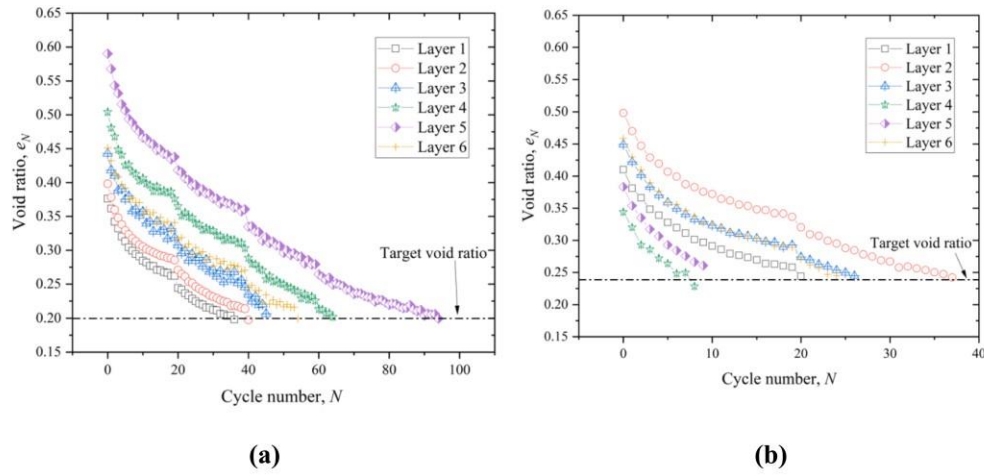 0.65
0.60
0.55
0.50
0.45
0.40
0.35
0.30
0.25
0.20
0.15
Void ratio, eN
Layer 1
Layer 2
Layer 3
Layer 4
Layer 5
Layer 6
Target void ratio
0 20 40 60 80 100
Cycle number, N
(a)
0.65
0.60
0.55
0.50
0.45
0.40
0.35
0.30
0.25
0.20
0.15
Void ratio, eN
Layer 1
Layer 2
Layer 3
Layer 4
Layer 5
Layer 6
Target void ratio
0 10 20 30 40
Cycle number, N
(b)